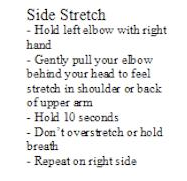 Side Stretch
- Hold left elbow with right
hand
- Gently pull your elbow
behind your head to feel
stretch in shoulder or back
of upper arm
- Hold 10 seconds
- Don't overstretch or hold
breath
- Repeat on right side